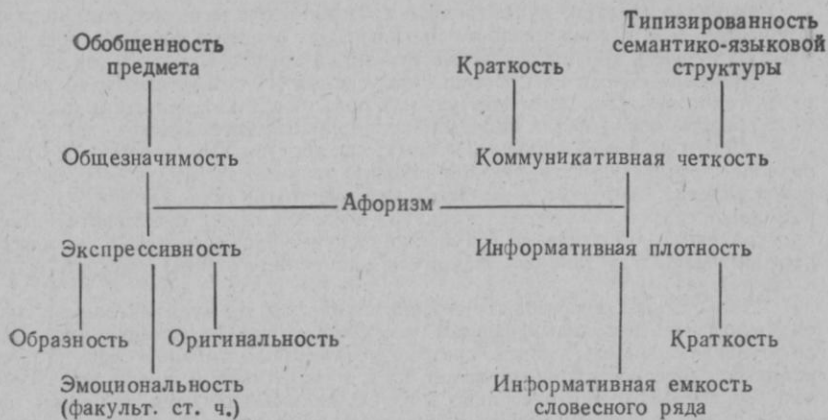 Обобщенность
предмета
Краткость
Типизированность
семантико-языковой
структуры
Общезначимость
Коммуникативная четкость
Афоризм
Экспрессивность
Информативная плотность
Образность
Оригинальность
Краткость
Эмоциональность
(факульт. ст. ч.)
Информативная емкость
словесного ряда